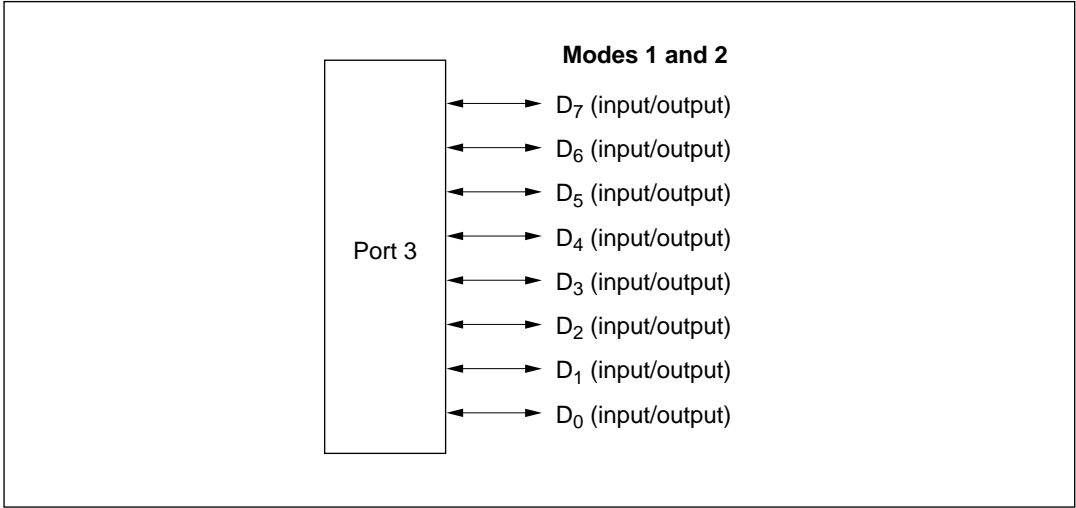 Modes 1 and 2
D7 (input/output)
D6 (input/output)
D5 (input/output)
Port 3
D4 (input/output)
D3 (input/output)
D2 (input/output)
D1 (input/output)
D0 (input/output)